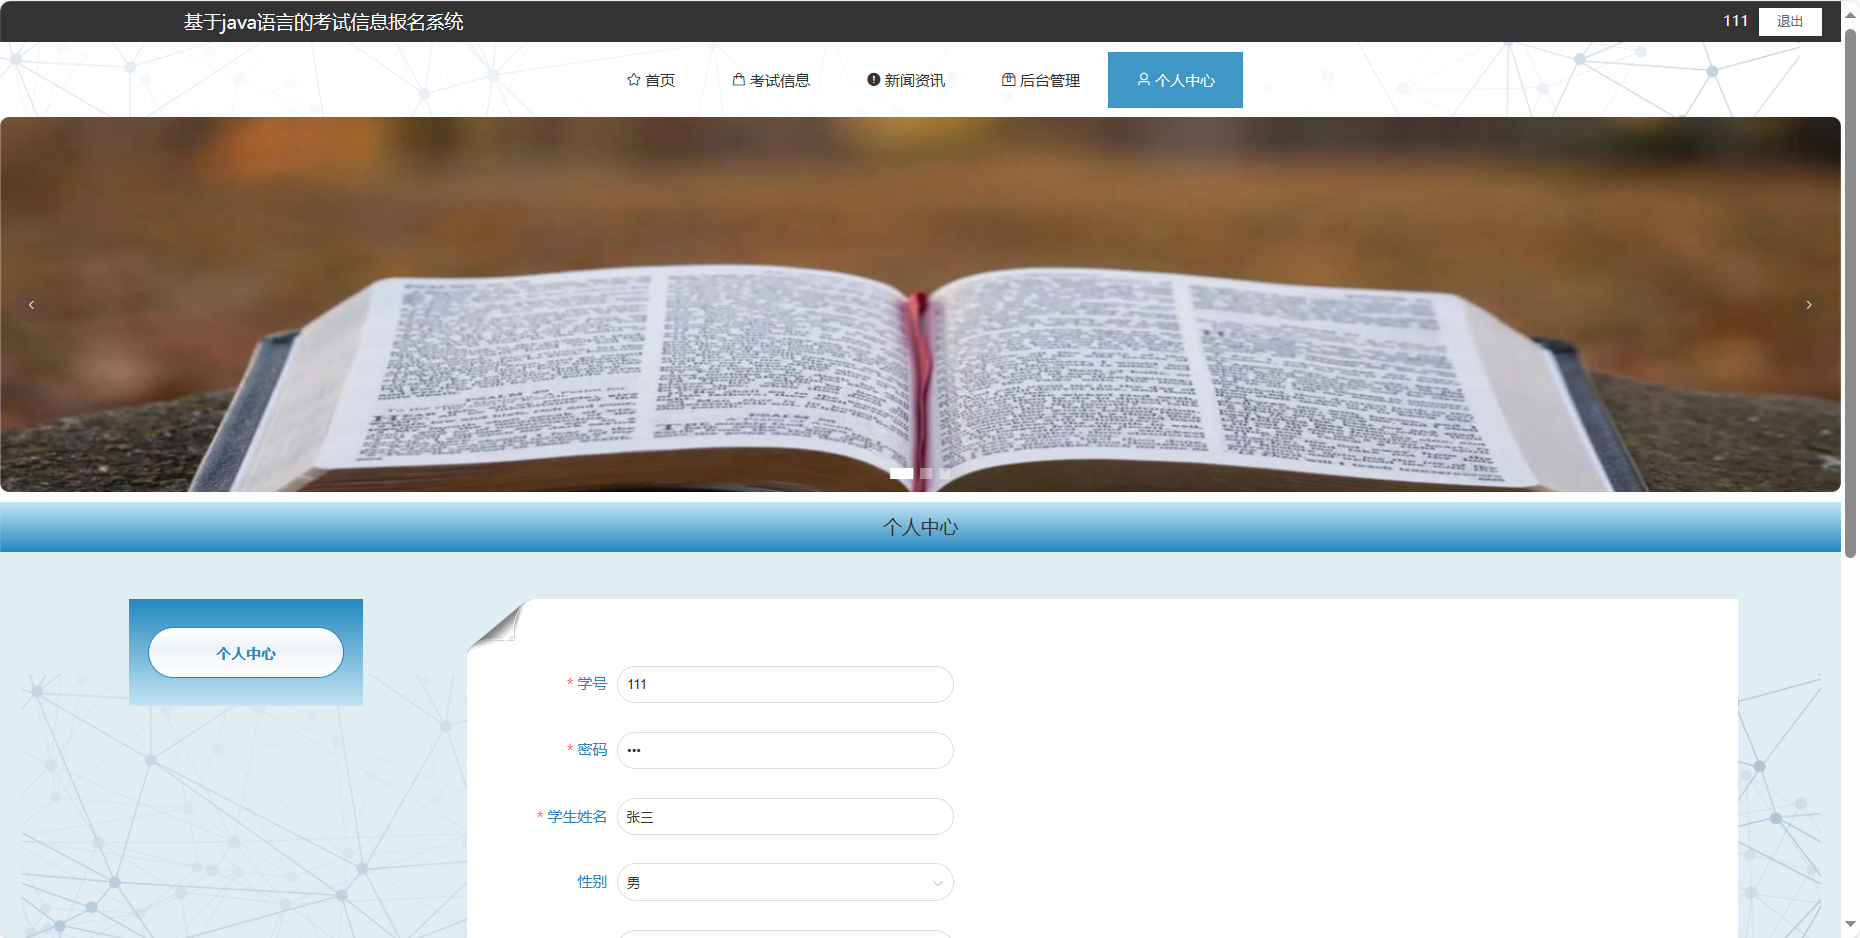 基于java语言的考试信息报名系统
111 退出
首页 考试信息 新闻资讯 后台管理 个人中心
个人中心
个人中心
* 学号 111
* 密码 •••
* 学生姓名 张三
性别 男